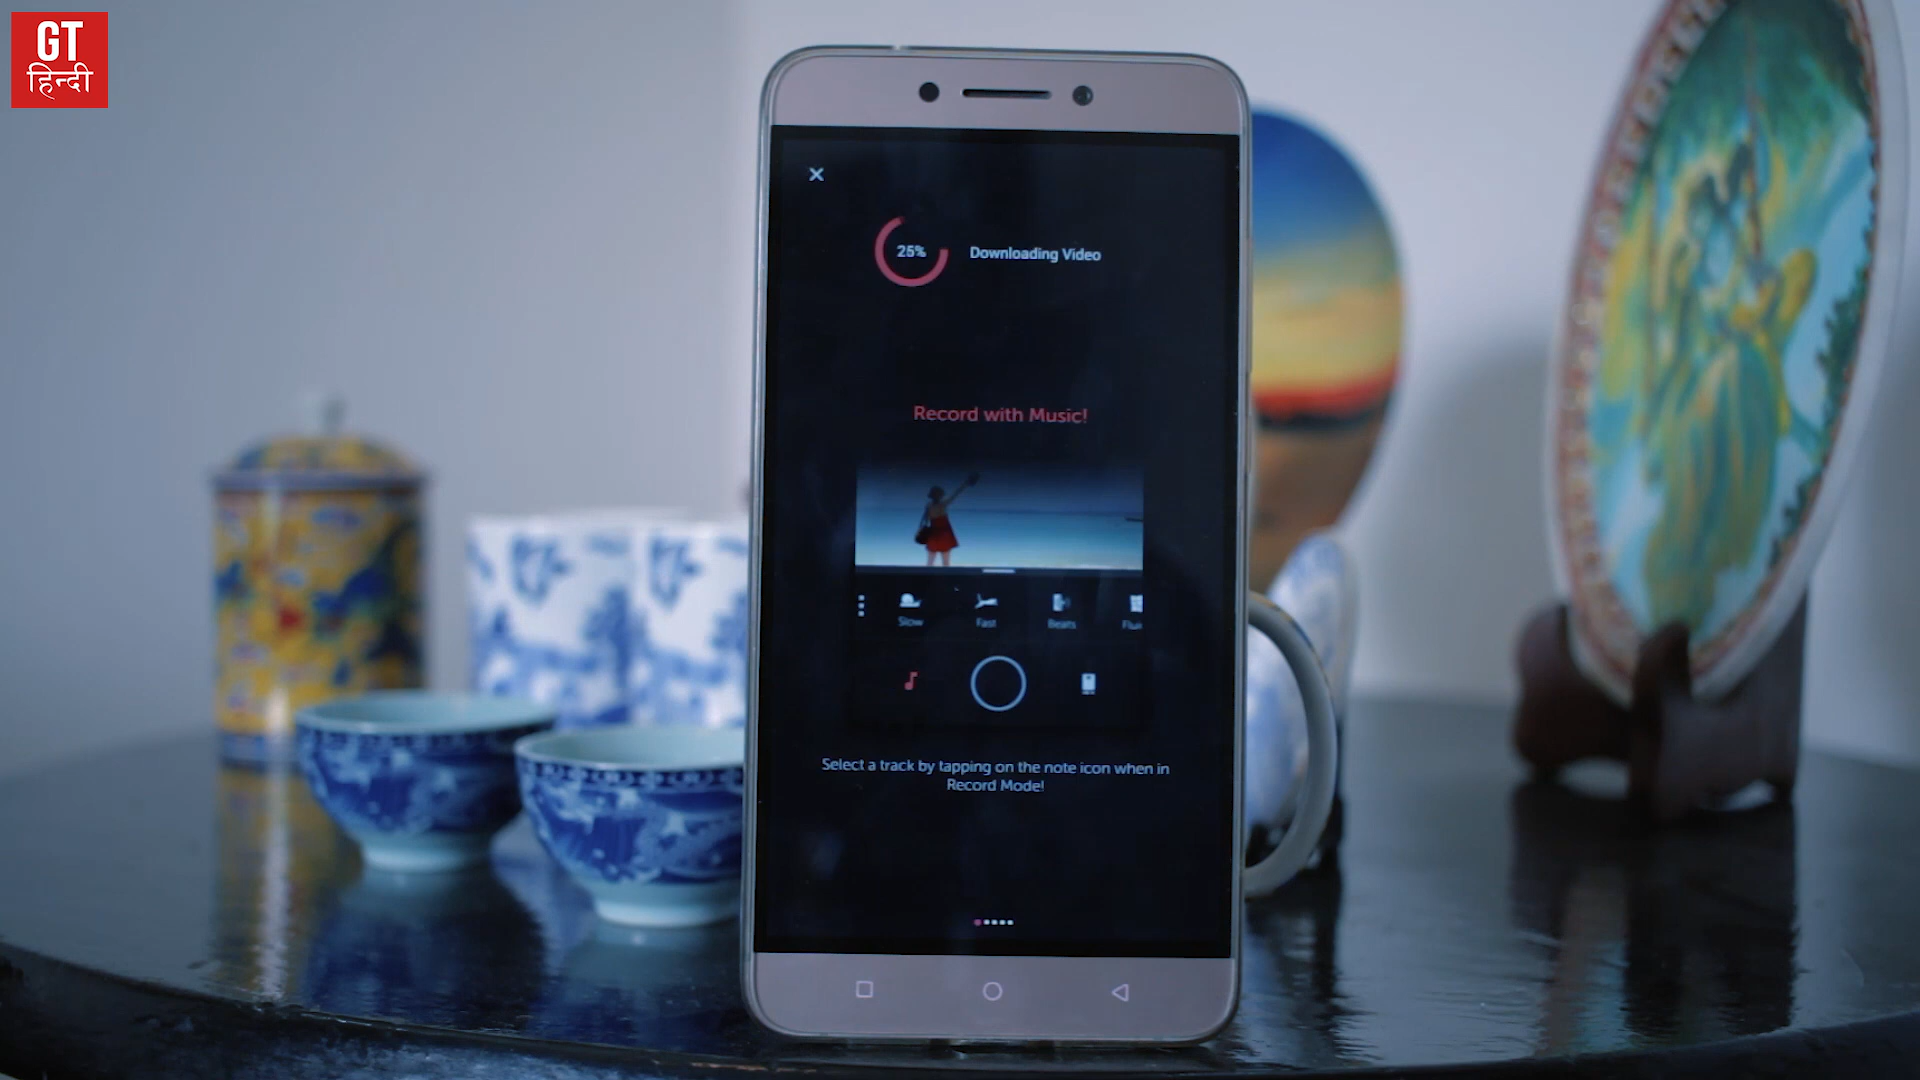 GT
हिन्दी
25%
Downloading Video
Record with Music!
Slow
Fast
Beats
Select a track by tapping on the note icon when in
Record Mode!